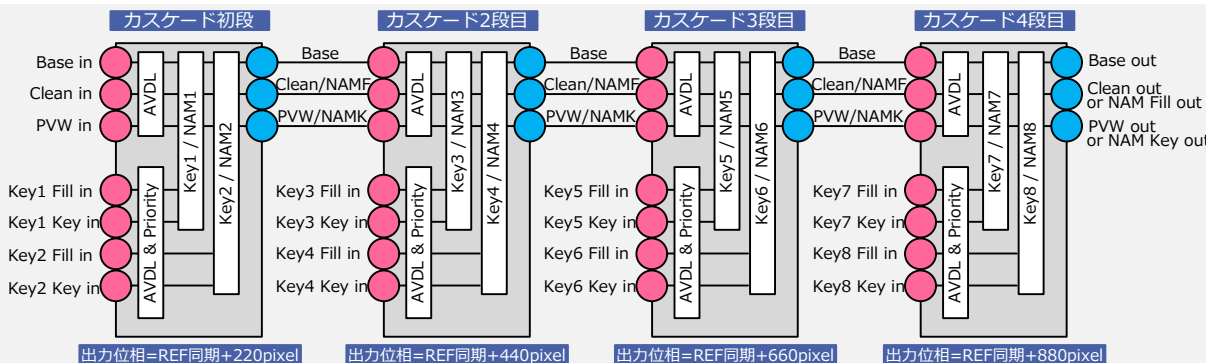 カスケード初段
カスケード2段目
カスケード3段目
カスケード4段目
Base in
Clean in
PVW in
Key1 Fill in
Key1 Key in
Key2 Fill in
Key2 Key in
AVDL
AVDL & Priority
Key1 / NAM1
Key2 / NAM2
Base
Clean/NAMF
PVW/NAMK
Key3 Fill in
Key3 Key in
Key4 Fill in
Key4 Key in
AVDL
AVDL & Priority
Key3 / NAM3
Key4 / NAM4
Base
Clean/NAMF
PVW/NAMK
Key5 Fill in
Key5 Key in
Key6 Fill in
Key6 Key in
AVDL
AVDL & Priority
Key5 / NAM5
Key6 / NAM6
Base
Clean/NAMF
PVW/NAMK
Key7 Fill in
Key7 Key in
Key8 Fill in
Key8 Key in
AVDL
AVDL & Priority
Key7 / NAM7
Key8 / NAM8
Base out
Clean out
or NAM Fill out
PVW out
or NAM Key out
出力位相=REF同期+220pixel
出力位相=REF同期+440pixel
出力位相=REF同期+660pixel
出力位相=REF同期+880pixel